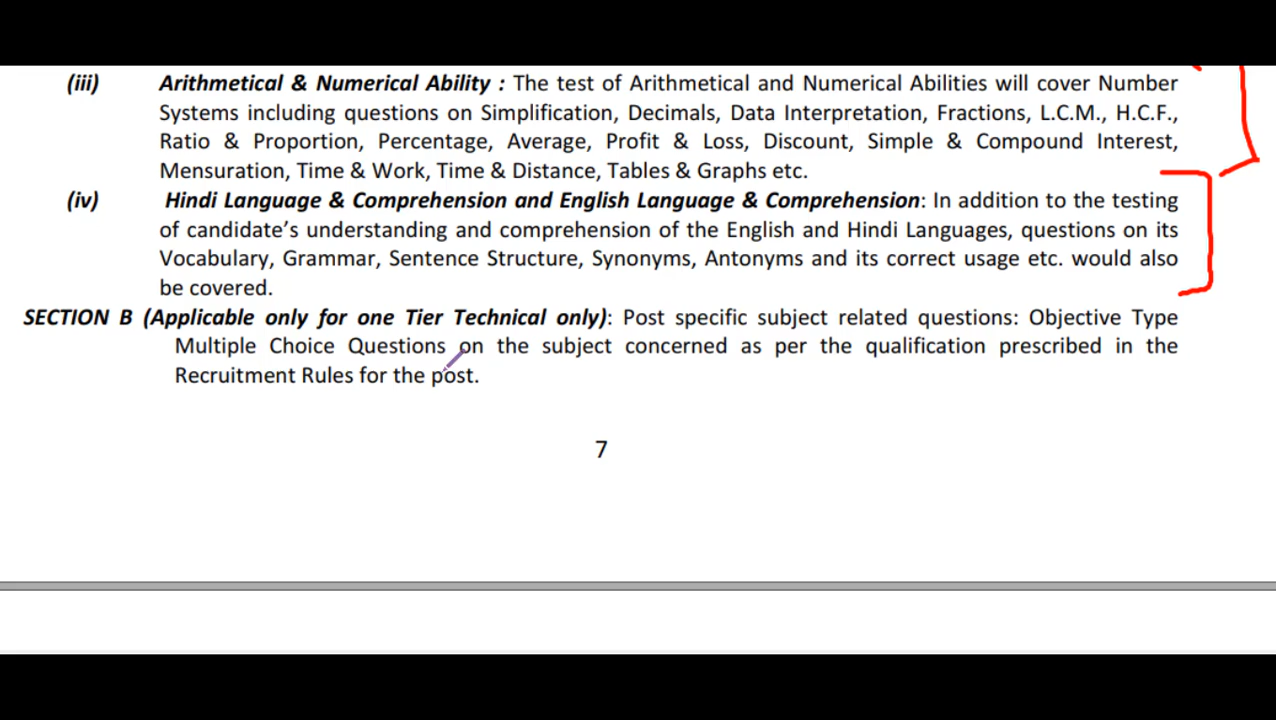 (iii) Arithmetical & Numerical Ability : The test of Arithmetical and Numerical Abilities will cover Number
Systems including questions on Simplification, Decimals, Data Interpretation, Fractions, L.C.M., H.C.F.,
Ratio & Proportion, Percentage, Average, Profit & Loss, Discount, Simple & Compound Interest,
Mensuration, Time & Work, Time & Distance, Tables & Graphs etc.
(iv) Hindi Language & Comprehension and English Language & Comprehension: In addition to the testing
of candidate’s understanding and comprehension of the English and Hindi Languages, questions on its
Vocabulary, Grammar, Sentence Structure, Synonyms, Antonyms and its correct usage etc. would also
be covered.
SECTION B (Applicable only for one Tier Technical only): Post specific subject related questions: Objective Type
Multiple Choice Questions on the subject concerned as per the qualification prescribed in the
Recruitment Rules for the post.
7